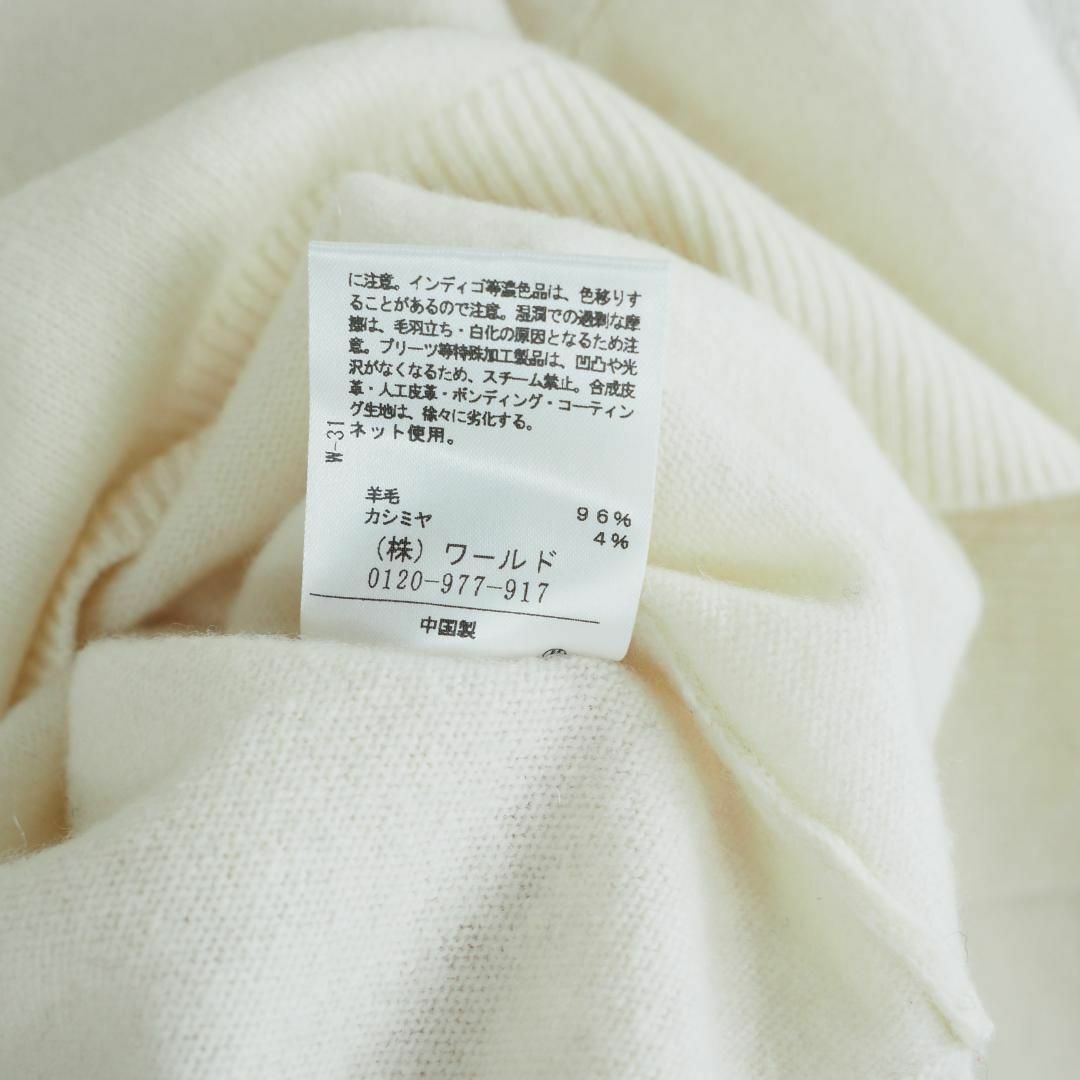 に注意。インディゴ等濃色品は、色移りす
ることがあるので注意。湿潤での過剰な摩
擦は、毛羽立ち・白化の原因となるため注
意。プリーツ等特殊加工製品は、凹凸や光
沢がなくなるため、スチーム禁止。合成皮
革・人工皮革・ボンディング・コーティン
グ生地は、徐々に劣化する。
ネット使用。
W-31
羊毛 96%
カシミヤ 4%
(株) ワールド
0120-977-917
中国製